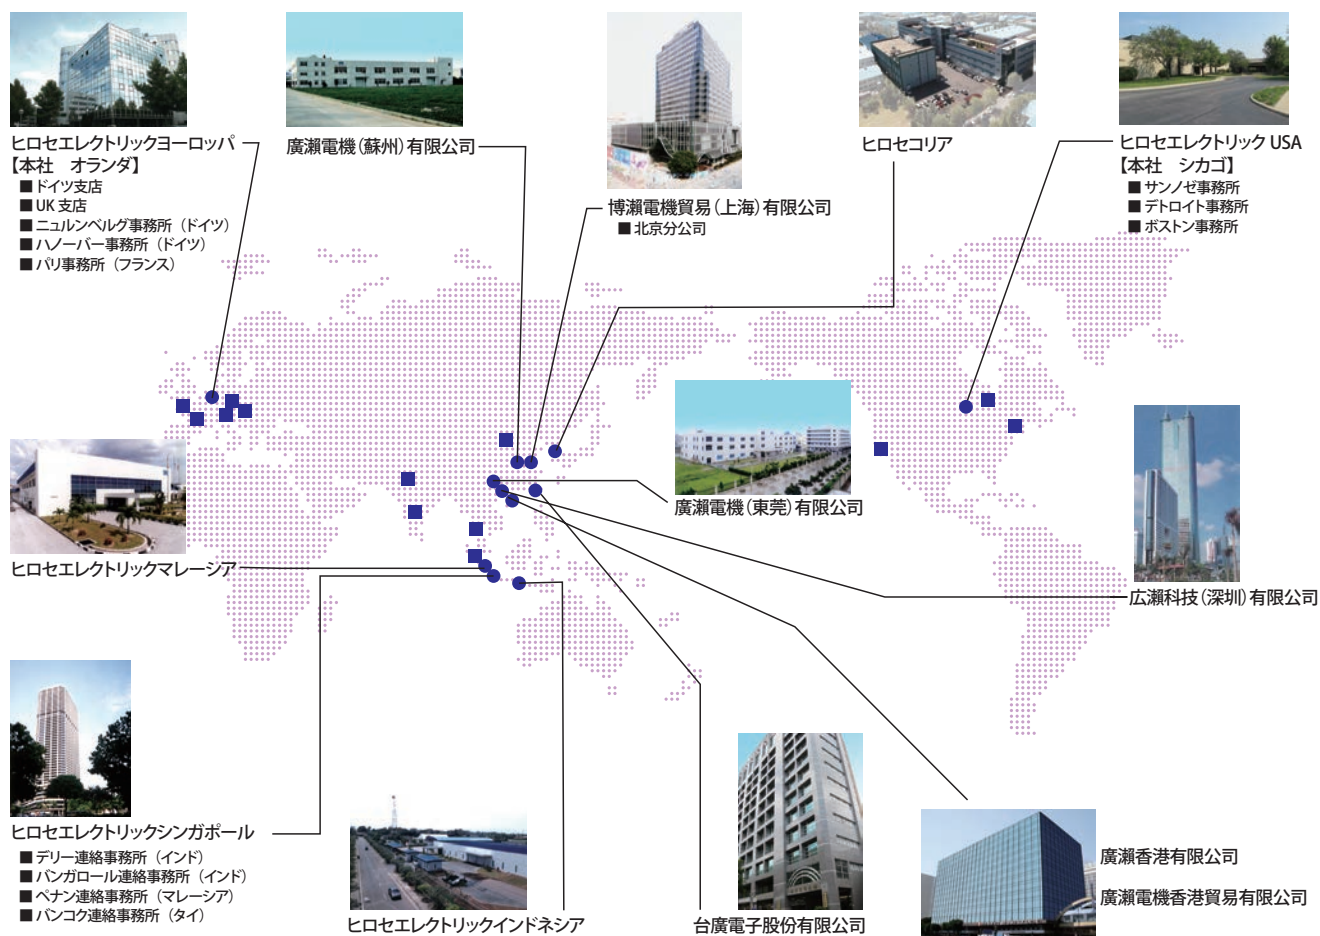 ヒロセエレクトリックヨーロッパ
【本社　オランダ】
■ ドイツ支店
■ UK 支店
■ ニュルンベルグ事務所（ドイツ）
■ ハノーバー事務所（ドイツ）
■ パリ事務所（フランス）
廣瀬電機（蘇州）有限公司
博瀬電機貿易（上海）有限公司
■ 北京分公司
ヒロセコリア
ヒロセエレクトリック USA
【本社　シカゴ】
■ サンノゼ事務所
■ デトロイト事務所
■ ボストン事務所
廣瀬電機（東莞）有限公司
ヒロセエレクトリックマレーシア
広瀬科技（深圳）有限公司
ヒロセエレクトリックシンガポール
■ デリー連絡事務所（インド）
■ バンガロール連絡事務所（インド）
■ ペナン連絡事務所（マレーシア）
■ バンコク連絡事務所（タイ）
ヒロセエレクトリックインドネシア
台廣電子股份有限公司
廣瀬香港有限公司
廣瀬電機香港貿易有限公司